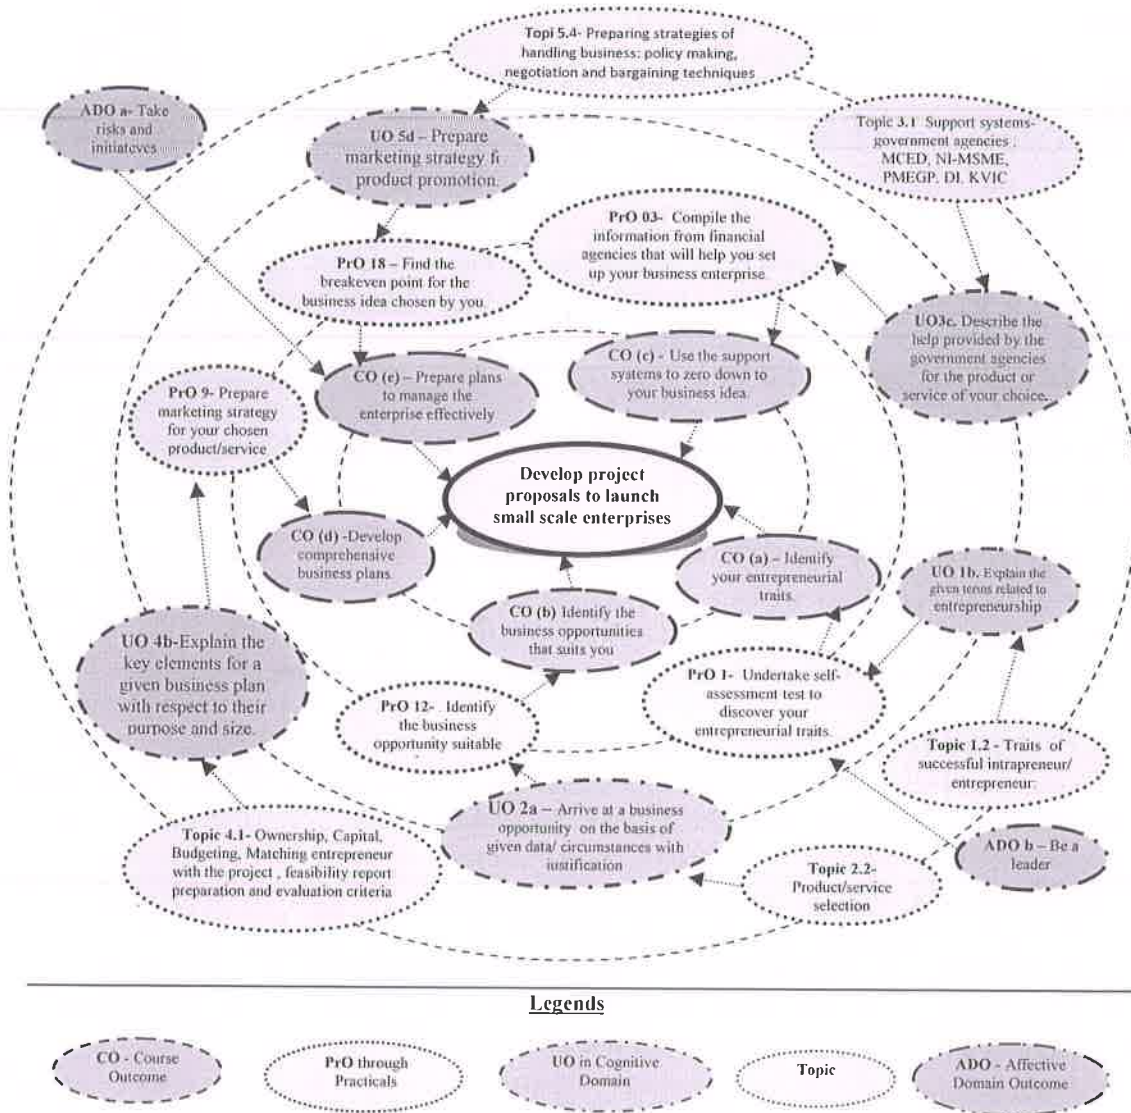 Topi 5.4- Preparing strategies of
handling business: policy making,
negotiation and bargaining techniques
ADO a- Take
risks and
initiateves
UO 5d – Prepare
marketing strategy fi
product promotion.
Topic 3.1 Support systems-
government agencies :
MCED, NI-MSME,
PMEGP, DI, KVIC
PrO 03- Compile the
information from financial
agencies that will help you set
up your business enterprise
PrO 18 – Find the
breakeven point for the
business idea chosen by you.
UO3c. Describe the
help provided by the
government agencies
for the product or
service of your choice.
CO (c) - Use the support
systems to zero down to
your business idea.
CO (e) – Prepare plans
to manage the
enterprise effectively
PrO 9- Prepare
marketing strategy
for your chosen
product/service
Develop project
proposals to launch
small scale enterprises
CO (d) -Develop
comprehensive
business plans.
CO (a) – Identify
your entrepreneurial
traits.
UO 1b. Explain the
given terms related to
entrepreneurship
CO (b) Identify the
business opportunities
that suits you
UO 4b-Explain the
key elements for a
given business plan
with respect to their
purpose and size.
PrO 1- Undertake self-
assessment test to
discover your
entrepreneurial traits.
PrO 12- . Identify
the business
opportunity suitable
Topic 1.2 - Traits of
successful intrapreneur/
entrepreneur.
UO 2a – Arrive at a business
opportunity on the basis of
given data/ circumstances with
justification
Topic 4.1- Ownership, Capital,
Budgeting, Matching entrepreneur
with the project , feasibility report
preparation and evaluation criteria
ADO b – Be a
leader
Topic 2.2-
Product/service
selection
Legends
CO - Course
Outcome
PrO through
Practicals
UO in Cognitive
Domain
Topic
ADO - Affective
Domain Outcome